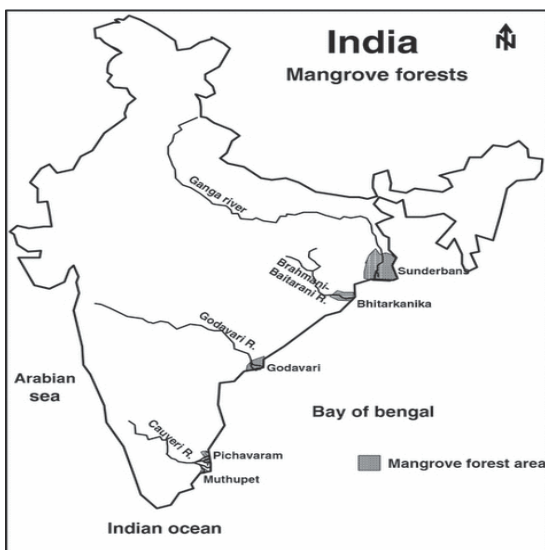 India
N
Mangrove forests
Ganga river
Sunderbans
Brahmani-
Baitarani R.
Bhitarkanika
Godavari R.
Godavari
Arabian
sea
Bay of bengal
Cauveri R.
Pichavaram
Muthupet
Mangrove forest area
Indian ocean